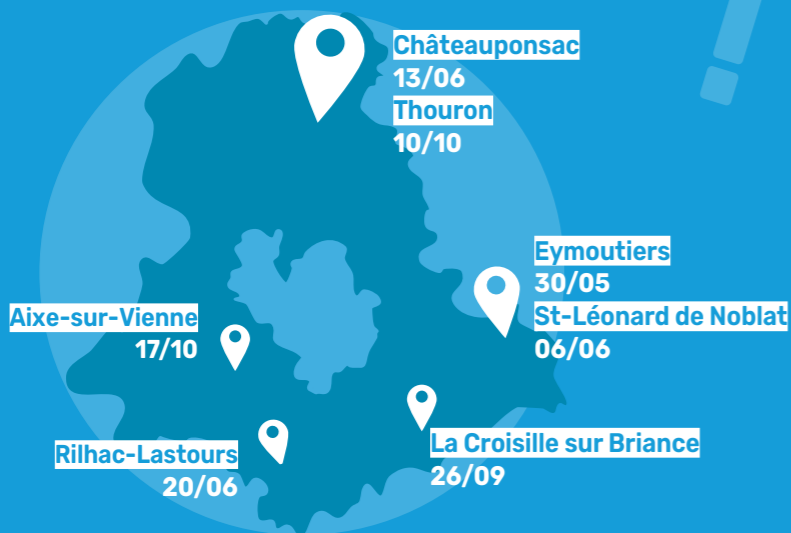 Châteauponsac
13/06
Thouron
10/10
Eymoutiers
30/05
St-Léonard de Noblat
06/06
Aixe-sur-Vienne
17/10
La Croisille sur Briance
26/09
Rilhac-Lastours
20/06